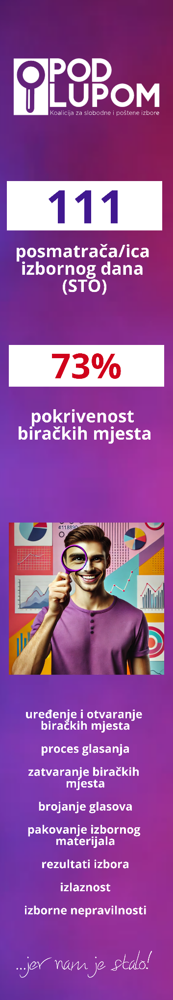 POD
LUPOM
Koalicija za slobodne i poštene izbore
111
posmatrača/ica
izbornog dana
(STO)
73%
pokrivenost
biračkih mjesta
#118890
uređenje i otvaranje
biračkih mjesta
proces glasanja
zatvaranje biračkih
mjesta
brojanje glasova
pakovanje izbornog
materijala
rezultati izbora
izlaznost
izborne nepravilnosti
...jer nam je stalo!